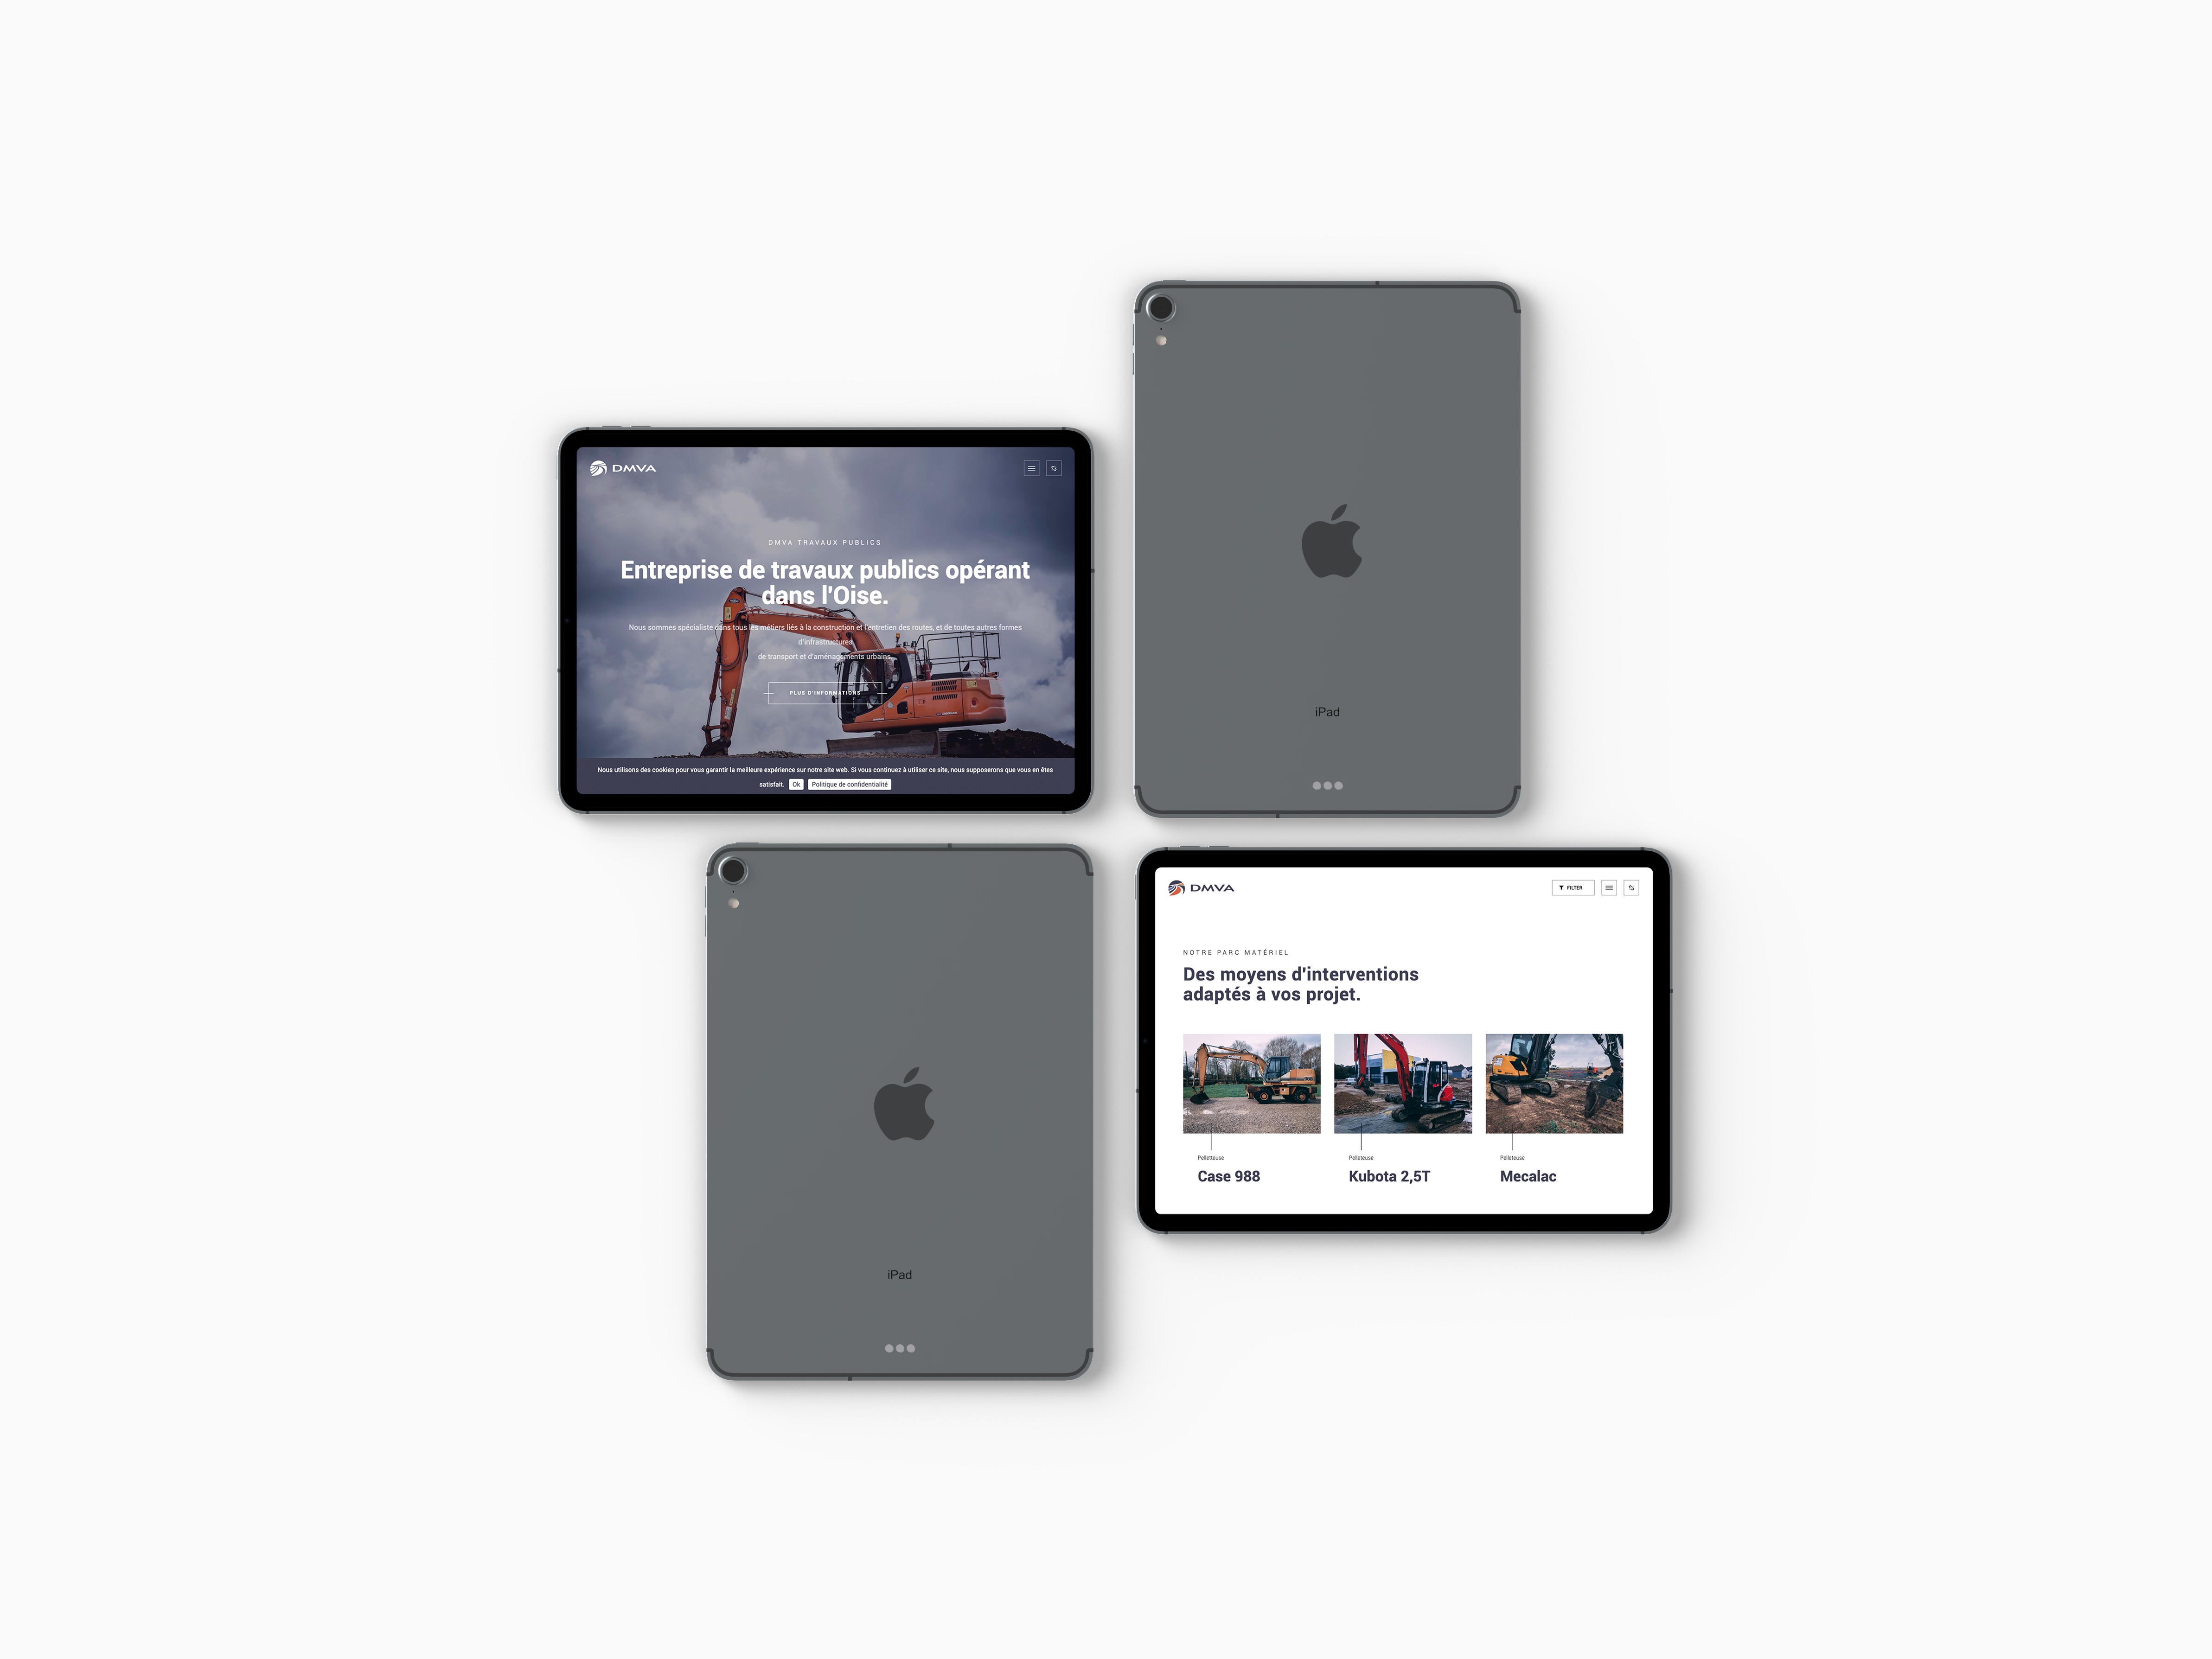 DMVA
DMVA TRAVAUX PUBLICS
Entreprise de travaux publics opérant
dans l'Oise.
Nous sommes spécialiste dans tous les métiers liés à la construction et l'entretien des routes, et de toutes autres formes
d'infrastructures
de transport et d'aménagements urbains.
PLUS D'INFORMATIONS
Nous utilisons des cookies pour vous garantir la meilleure expérience sur notre site web. Si vous continuez à utiliser ce site, nous supposerons que vous en êtes
satisfait. Ok Politique de confidentialité
iPad
iPad
DMVA
FILTER
NOTRE PARC MATÉRIEL
Des moyens d'interventions
adaptés à vos projet.
Pelletteuse
Case 988
Pelleteuse
Kubota 2,5T
Pelleteuse
Mecalac